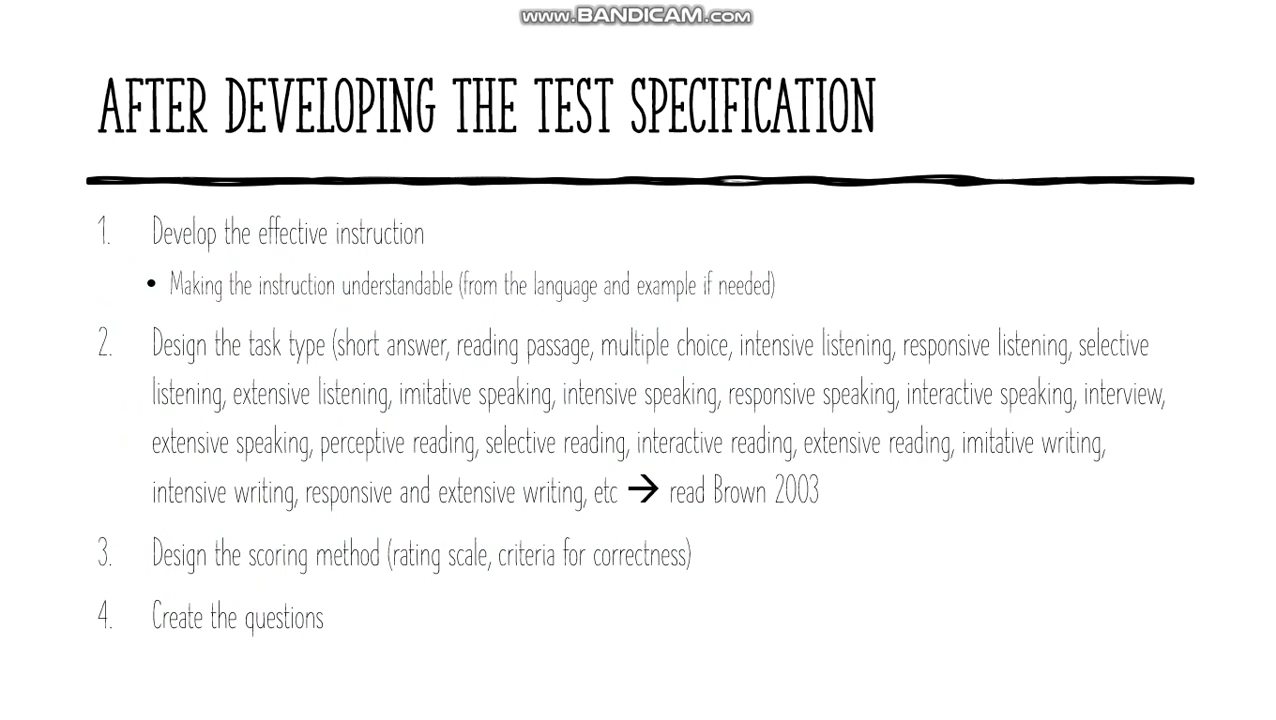 www.BANDICAM.com
AFTER DEVELOPING THE TEST SPECIFICATION
1. Develop the effective instruction
• Making the instruction understandable (from the language and example if needed)
2. Design the task type (short answer, reading passage, multiple choice, intensive listening, responsive listening, selective
listening, extensive listening, imitative speaking, intensive speaking, responsive speaking, interactive speaking, interview,
extensive speaking, perceptive reading, selective reading, interactive reading, extensive reading, imitative writing,
intensive writing, responsive and extensive writing, etc → read Brown 2003
3. Design the scoring method (rating scale, criteria for correctness)
4. Create the questions